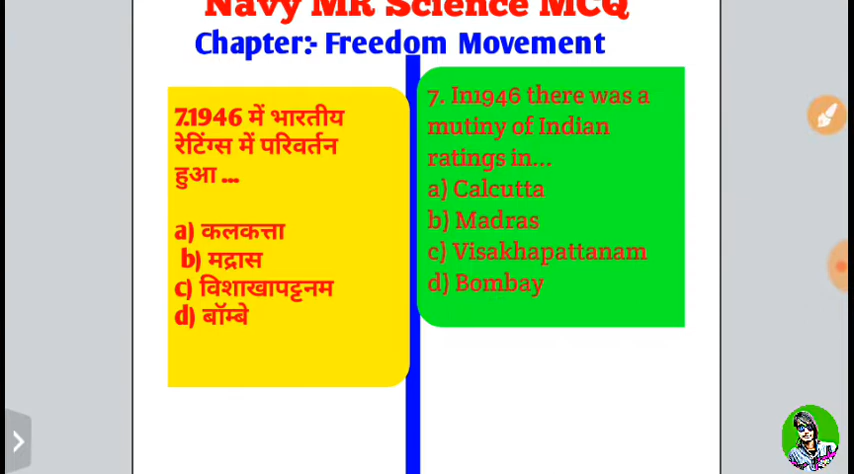 Navy MR Science MCQ
Chapter:- Freedom Movement
7.1946 में भारतीय
रेटिंग्स में परिवर्तन
हुआ ...
a) कलकत्ता
b) मद्रास
c) विशाखापट्टनम
d) बॉम्बे
7. In1946 there was a
mutiny of Indian
ratings in...
a) Calcutta
b) Madras
c) Visakhapattanam
d) Bombay